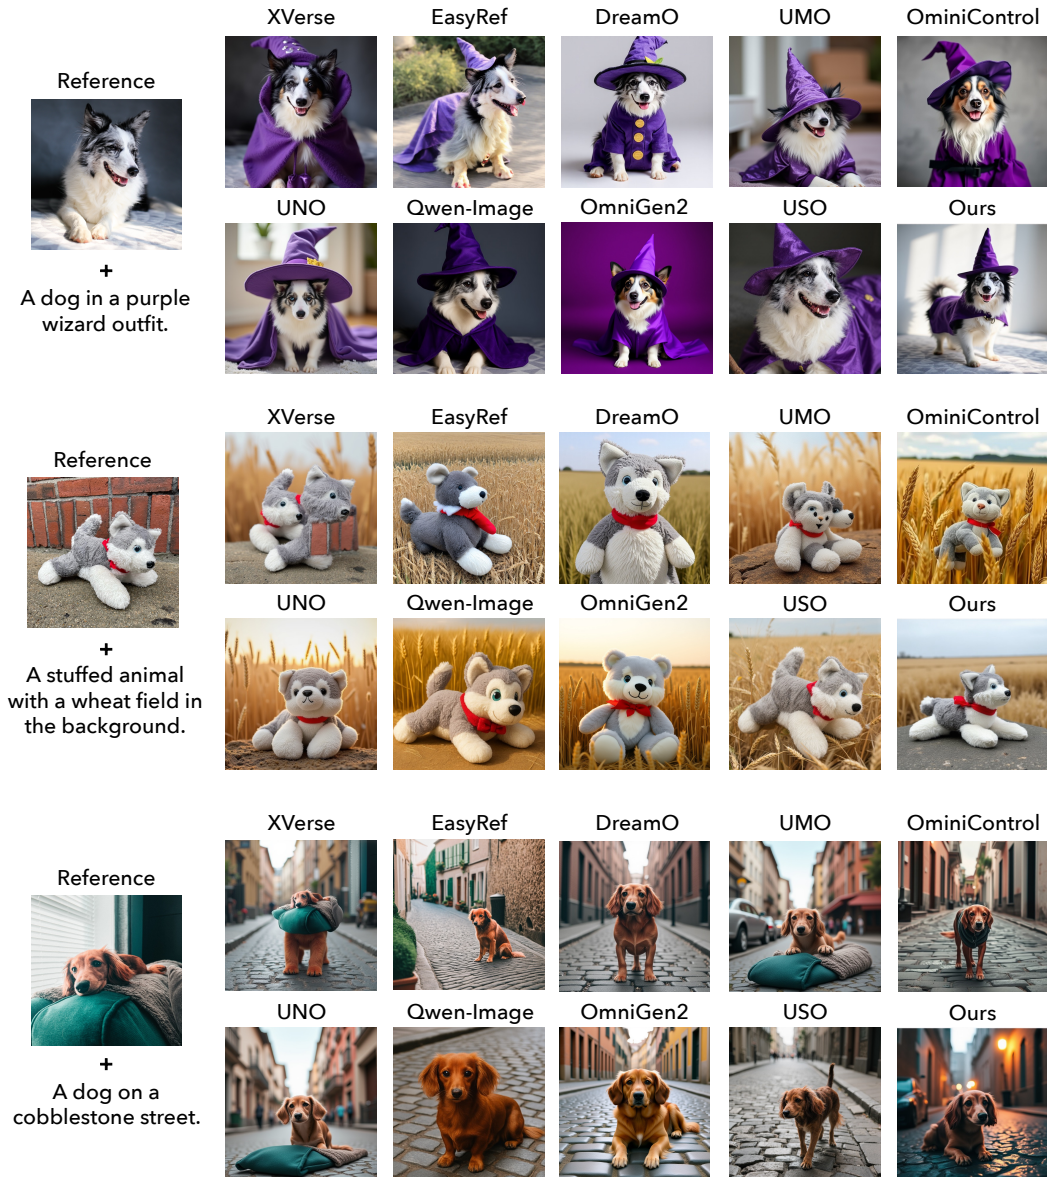 XVerse EasyRef DreamO UMO OminiControl
Reference
UNO Qwen-Image OmniGen2 USO Ours
+
A dog in a purple
wizard outfit.
XVerse EasyRef DreamO UMO OminiControl
Reference
UNO Qwen-Image OmniGen2 USO Ours
+
A stuffed animal
with a wheat field in
the background.
XVerse EasyRef DreamO UMO OminiControl
Reference
UNO Qwen-Image OmniGen2 USO Ours
+
A dog on a
cobblestone street.